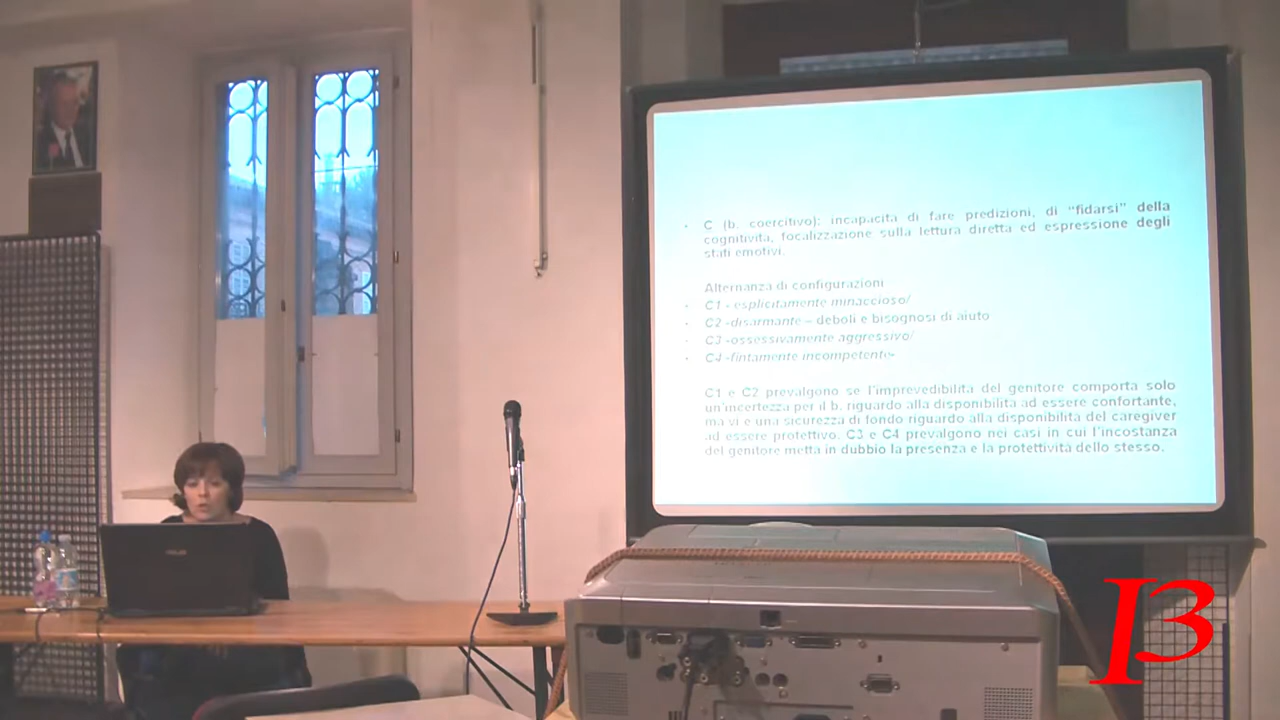 C (b. coercitivo): incapacità di fare predizioni, di “fidarsi” della
cognitività, focalizzazione sulla lettura diretta ed espressione degli
stati emotivi.
Alternanza di configurazioni
C1 - esplicitamente minaccioso/
C2 -disarmante – deboli e bisognosi di aiuto
C3 -ossessivamente aggressivo/
C4 -fintamente incompetente-
C1 e C2 prevalgono se l’imprevedibilità del genitore comporta solo
un’incertezza per il b. riguardo alla disponibilità ad essere confortante,
ma vi è una sicurezza di fondo riguardo alla disponibilità del caregiver
ad essere protettivo. C3 e C4 prevalgono nei casi in cui l’incostanza
del genitore metta in dubbio la presenza e la protettività dello stesso.
ASUS
I3